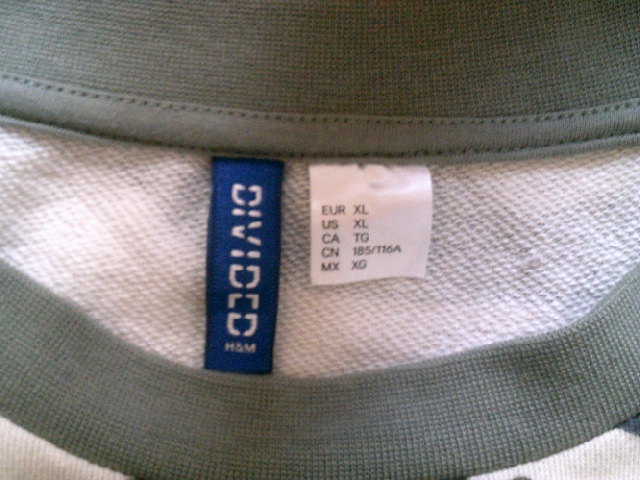 DIVIDED
H&M
EUR XL
US XL
CA TG
CN 185/116A
MX XG